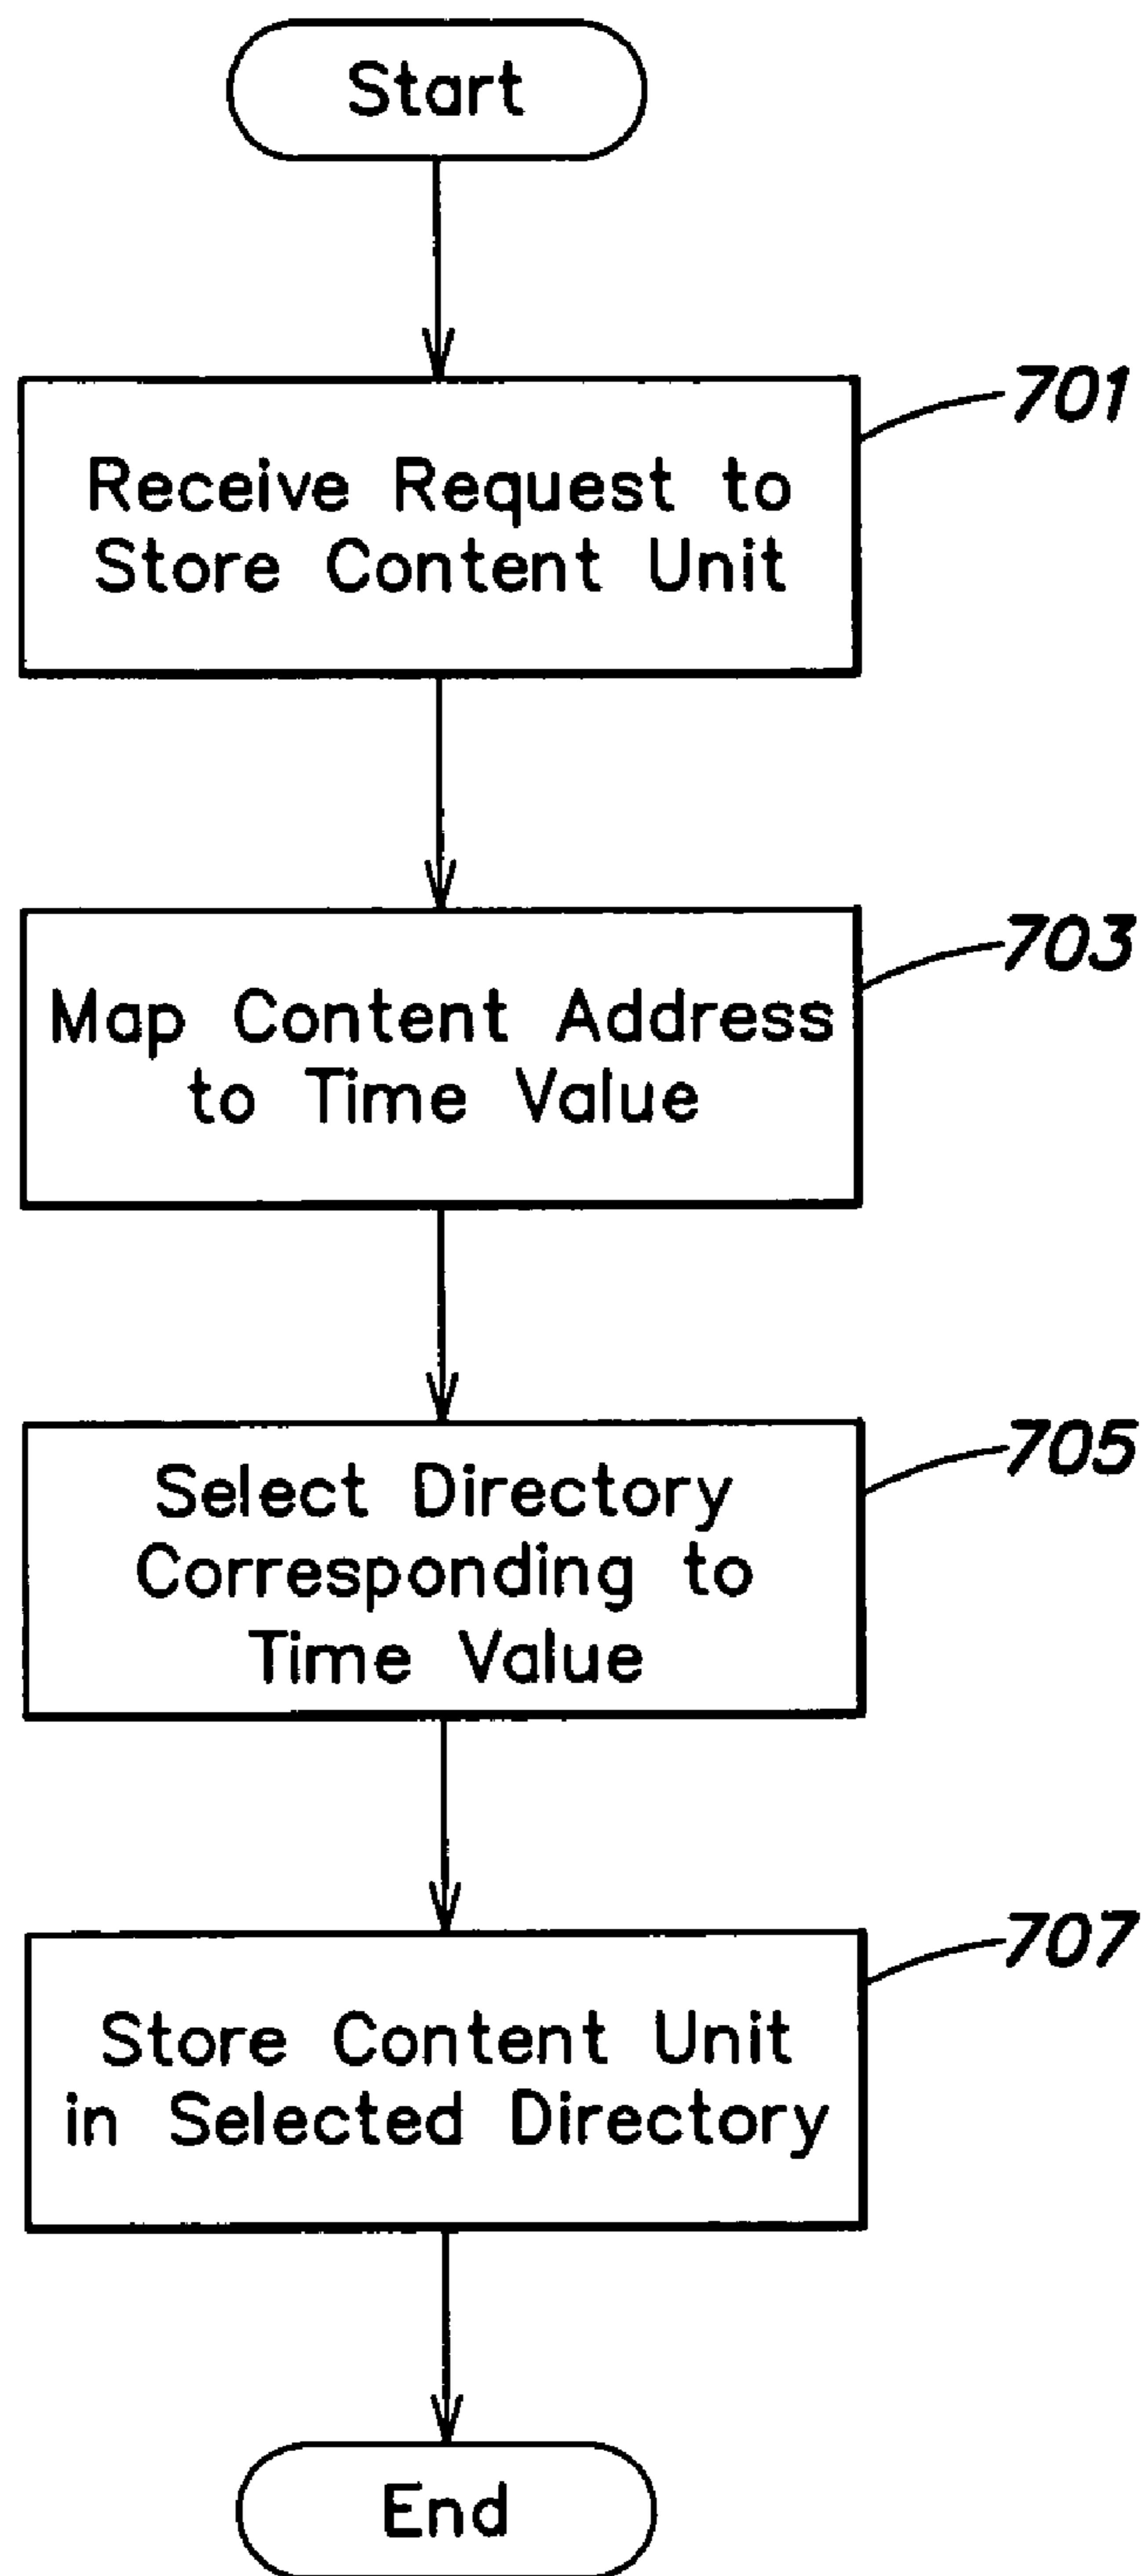 Start
701
Receive Request to
Store Content Unit
703
Map Content Address
to Time Value
705
Select Directory
Corresponding to
Time Value
707
Store Content Unit
in Selected Directory
End